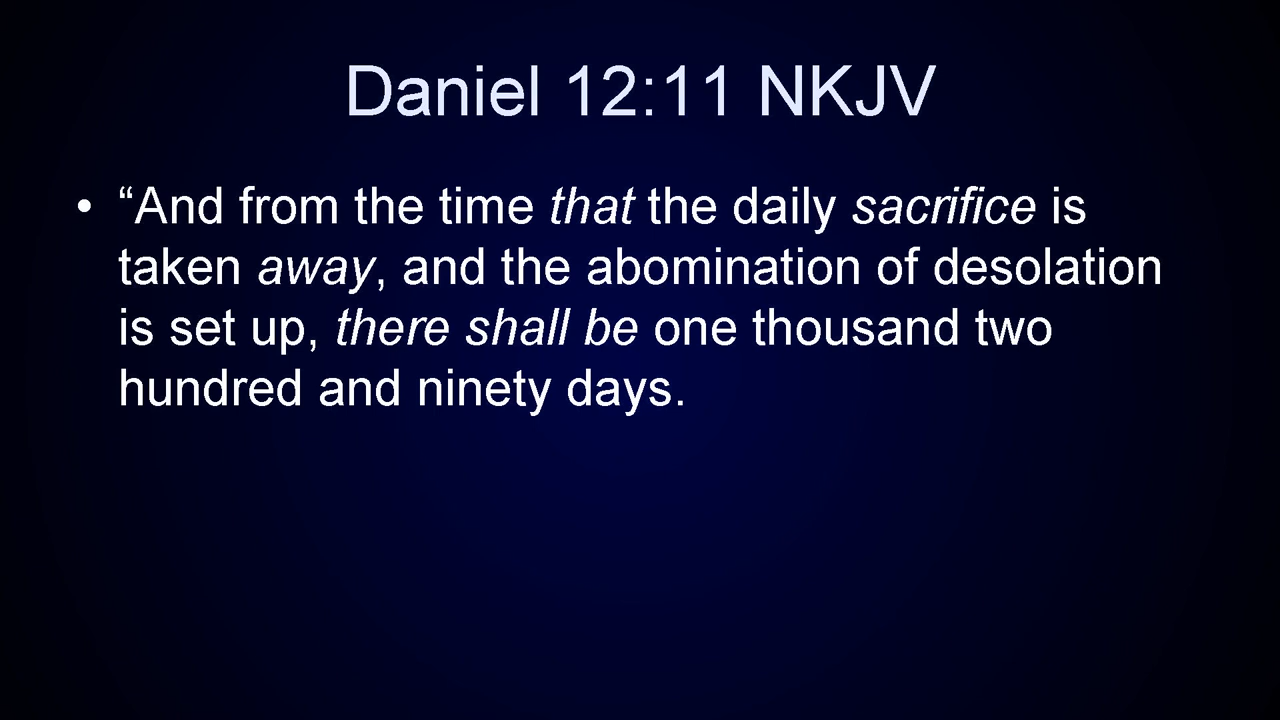 Daniel 12:11 NKJV
• “And from the time that the daily sacrifice is
taken away, and the abomination of desolation
is set up, there shall be one thousand two
hundred and ninety days.